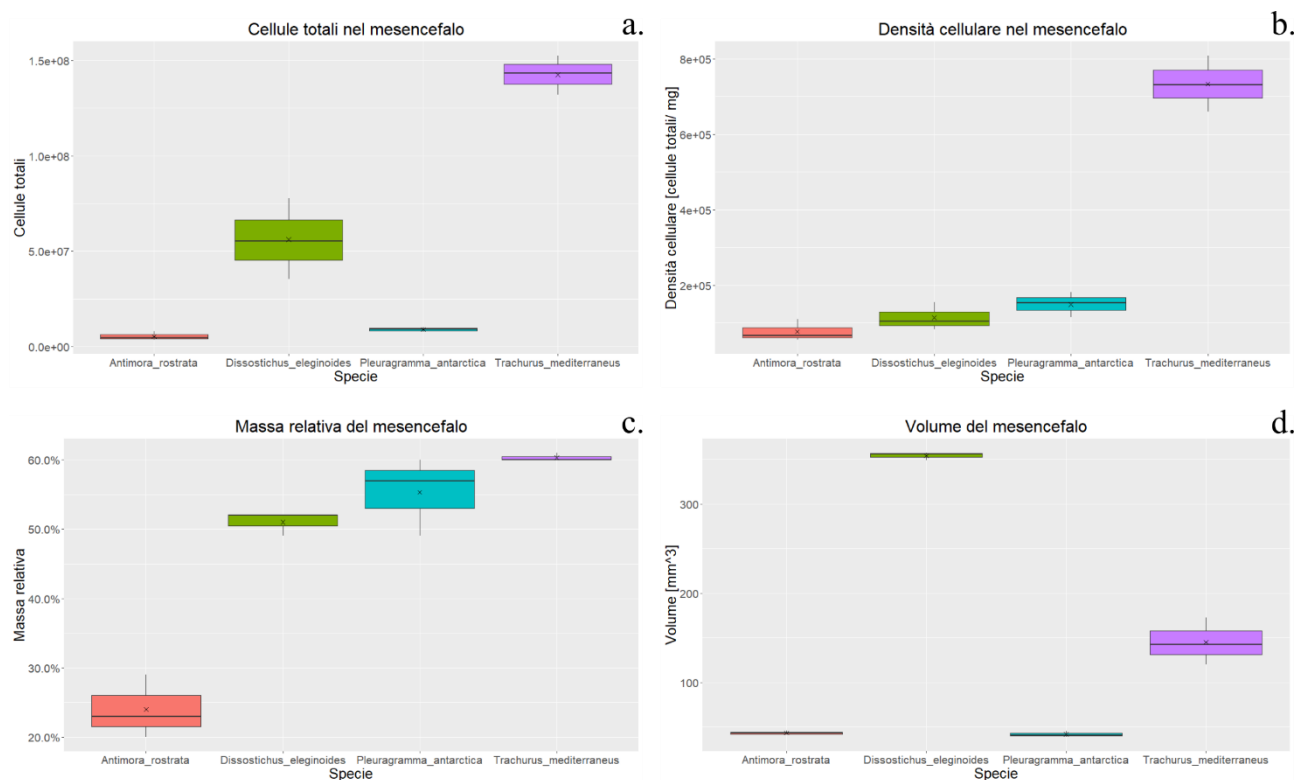 Cellule totali nel mesencefalo
a.
Cellule totali
1.5e+08
1.0e+08
5.0e+07
0.0e+00
Antimora_rostrata Dissostichus_eleginoides Pleuragramma_antarctica Trachurus_mediterraneus
Specie
Densità cellulare nel mesencefalo
b.
Densità cellulare [cellule totali/ mg]
8e+05
6e+05
4e+05
2e+05
Antimora_rostrata Dissostichus_eleginoides Pleuragramma_antarctica Trachurus_mediterraneus
Specie
Massa relativa del mesencefalo
c.
Massa relativa
60.0%
50.0%
40.0%
30.0%
20.0%
Antimora_rostrata Dissostichus_eleginoides Pleuragramma_antarctica Trachurus_mediterraneus
Specie
Volume del mesencefalo
d.
Volume [mm^3]
300
200
100
Antimora_rostrata Dissostichus_eleginoides Pleuragramma_antarctica Trachurus_mediterraneus
Specie